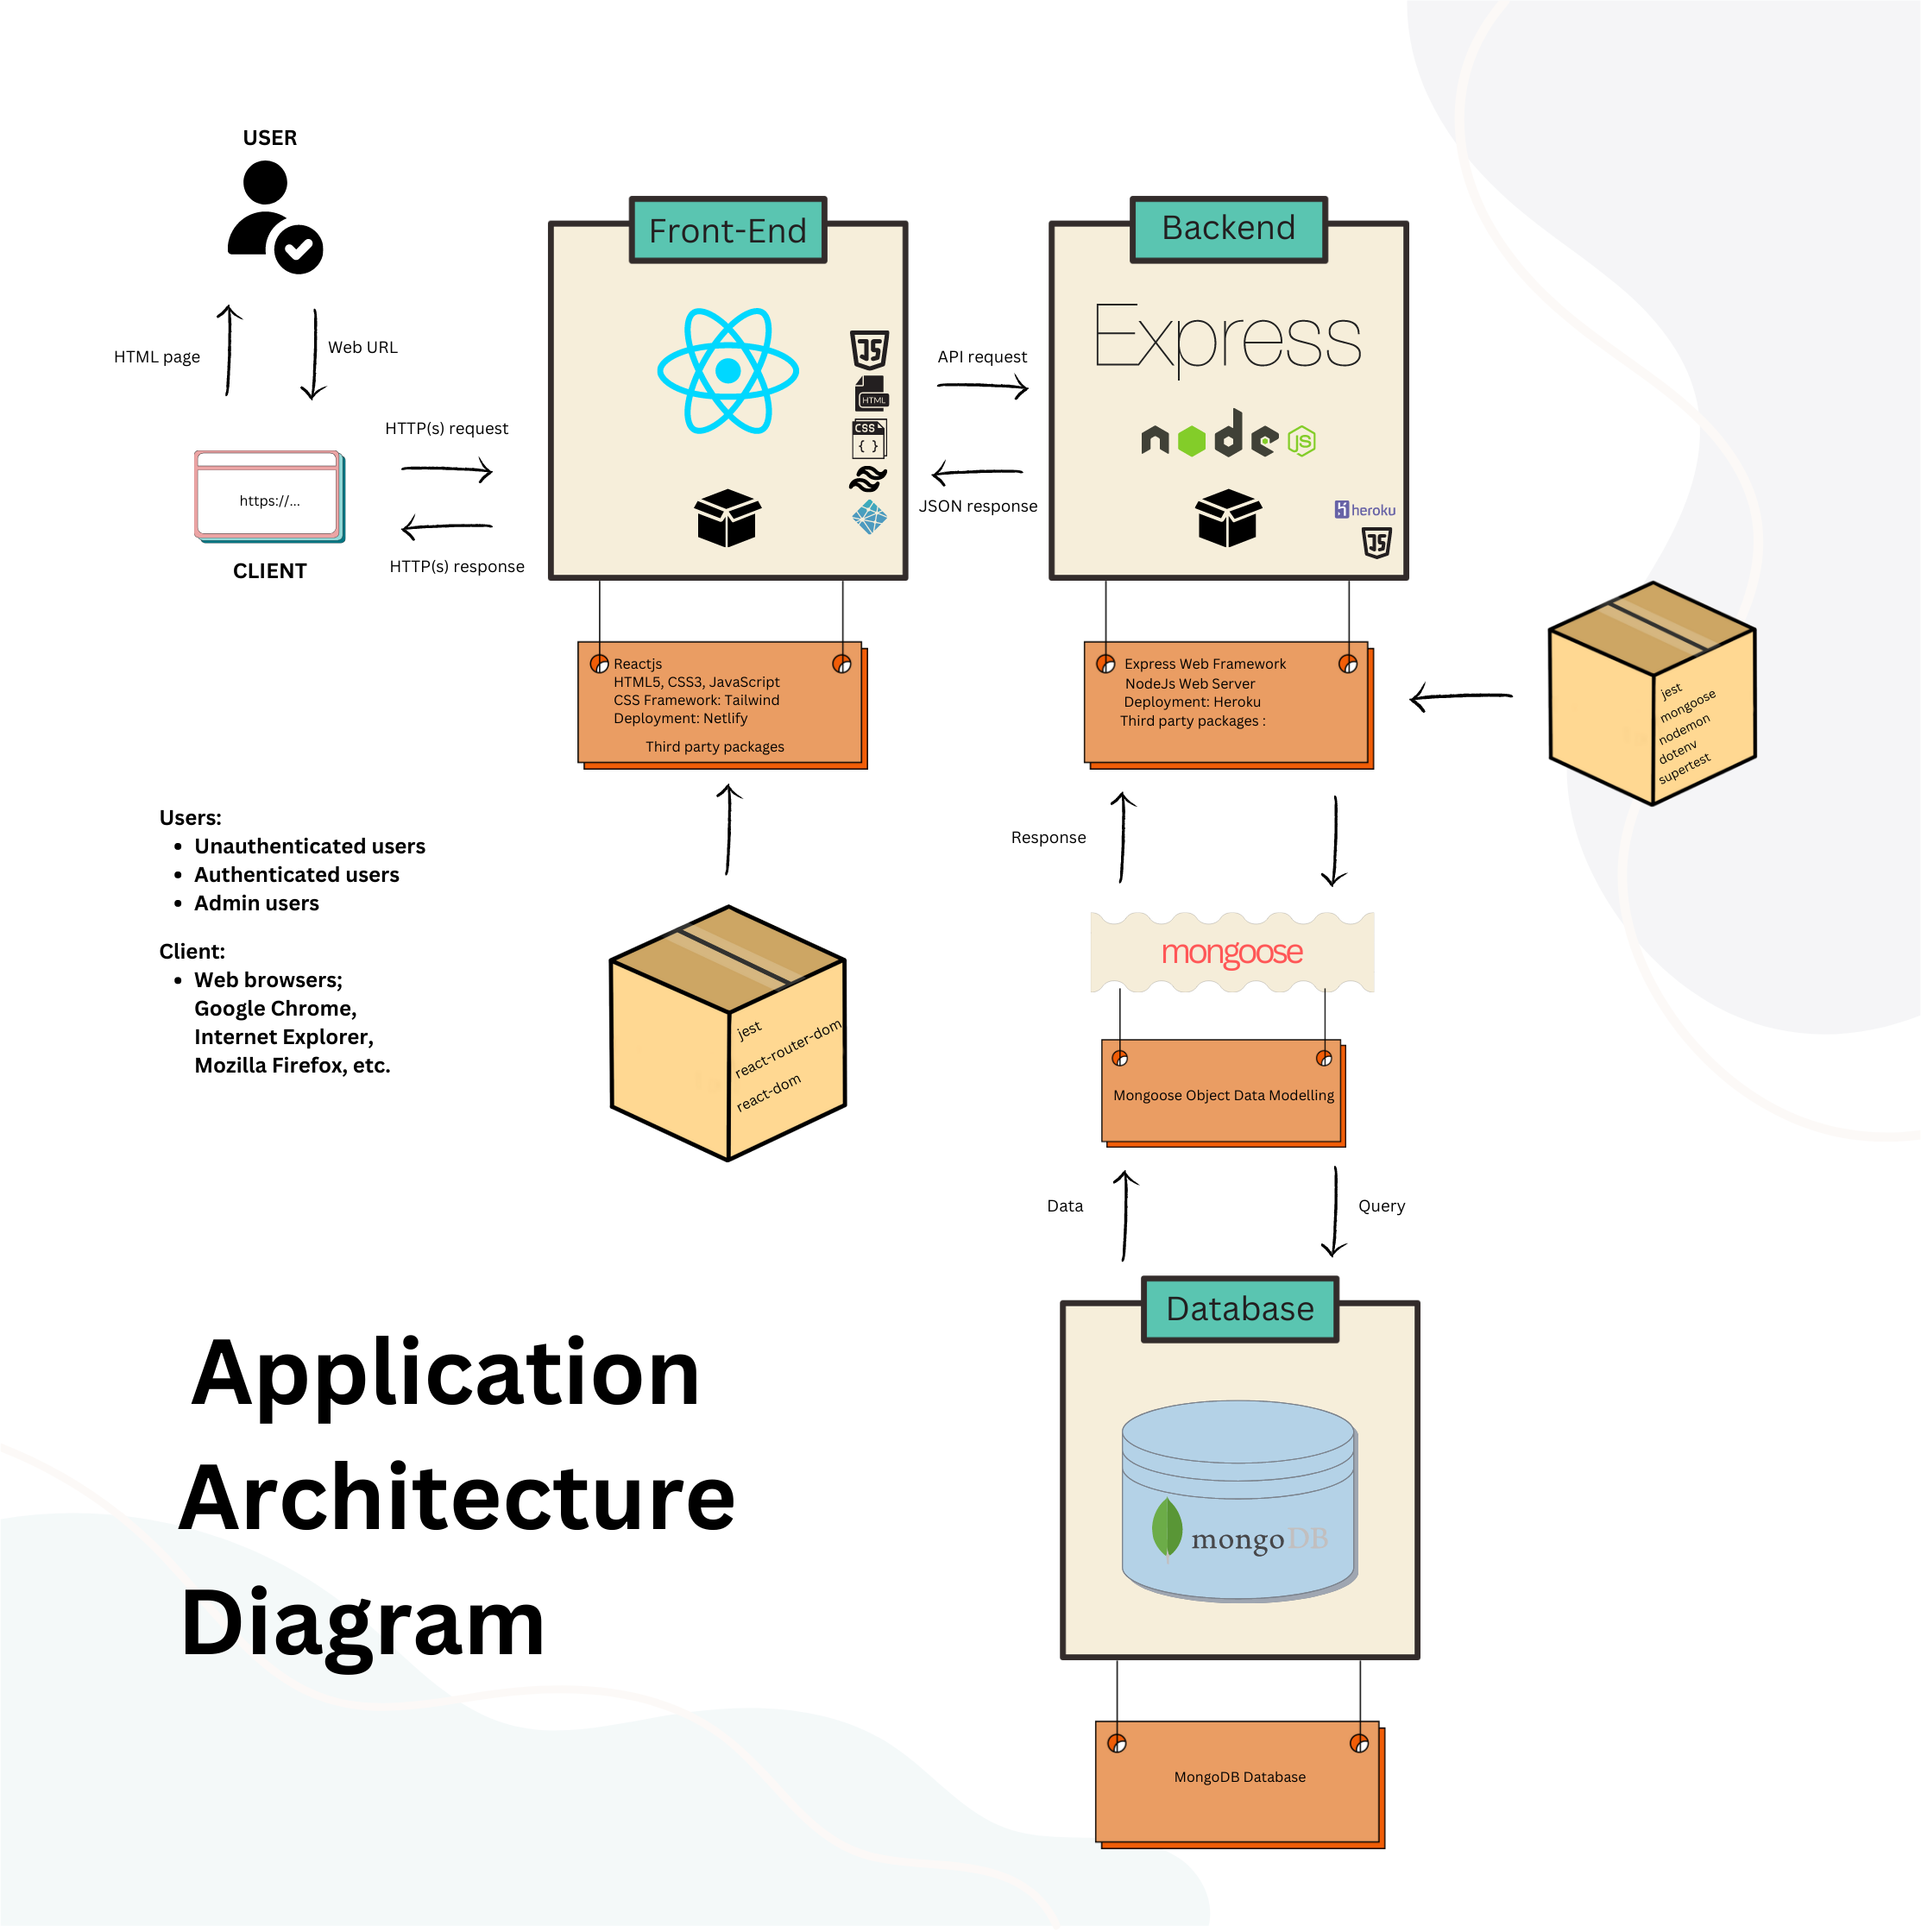 USER
HTML page
Web URL
https://...
CLIENT
HTTP(s) request
HTTP(s) response
Front-End
JS
HTML
CSS
{ }
API request
JSON response
Backend
Express
node
JS
heroku
JS
Reactjs
HTML5, CSS3, JavaScript
CSS Framework: Tailwind
Deployment: Netlify
Third party packages
Express Web Framework
NodeJs Web Server
Deployment: Heroku
Third party packages :
jest
mongoose
nodemon
dotenv
supertest
Users:
• Unauthenticated users
• Authenticated users
• Admin users
Client:
• Web browsers;
Google Chrome,
Internet Explorer,
Mozilla Firefox, etc.
jest
react-router-dom
react-dom
Response
mongoose
Mongoose Object Data Modelling
Data
Query
Database
mongoDB
MongoDB Database
Application
Architecture
Diagram